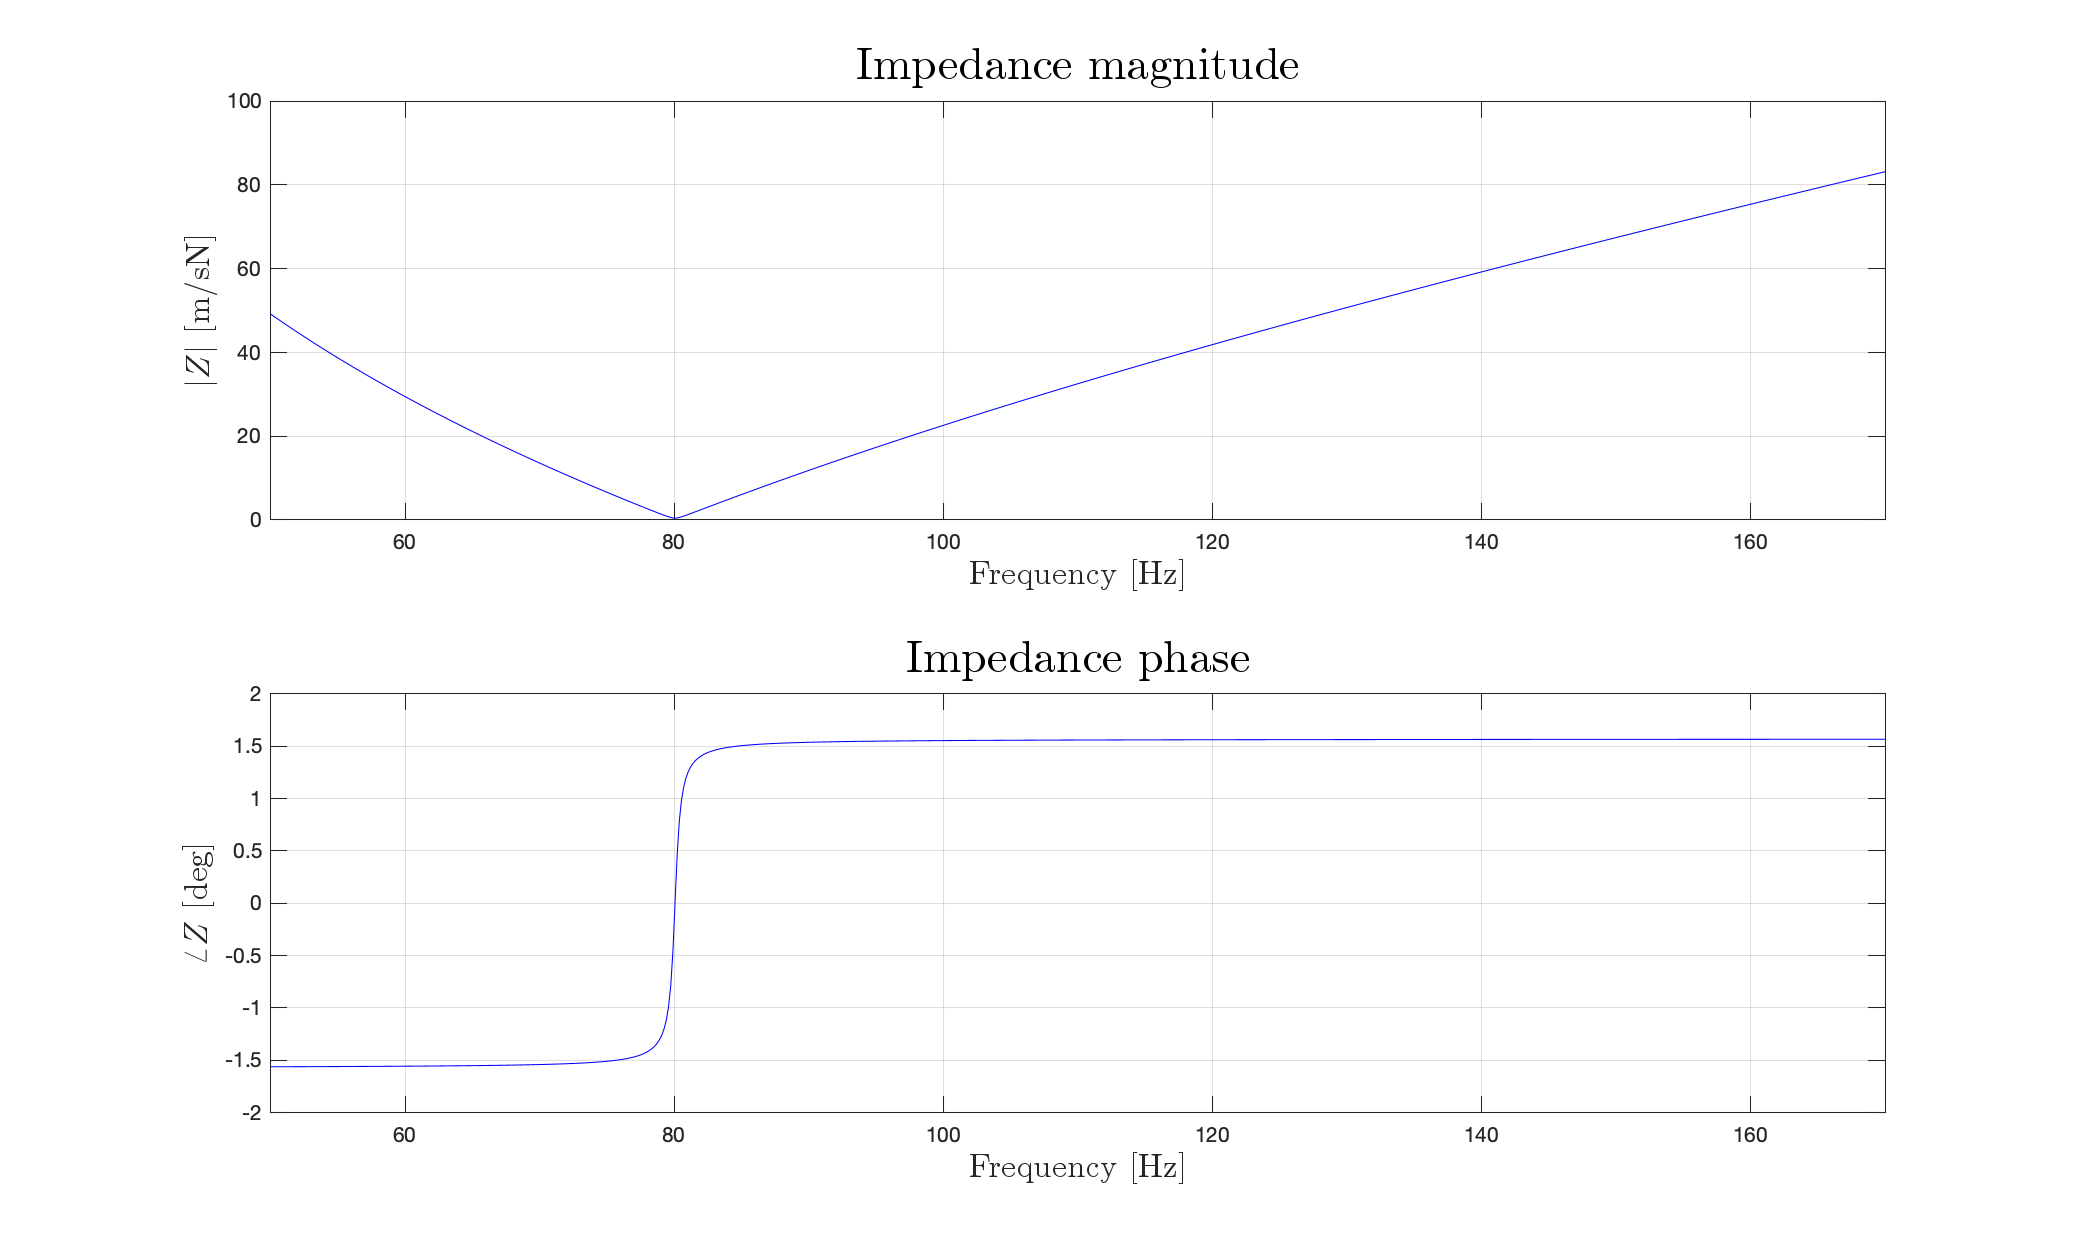 Impedance magnitude
100
80
60
40
20
0
|Z| [m/sN]
60 80 100 120 140 160
Frequency [Hz]
Impedance phase
2
1.5
1
0.5
0
-0.5
-1
-1.5
-2
∠Z [deg]
60 80 100 120 140 160
Frequency [Hz]